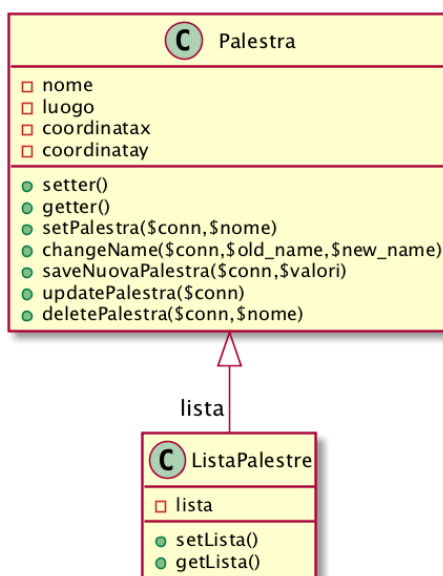 C Palestra
nome
luogo
coordinatax
coordinatay
setter()
getter()
setPalestra($conn,$nome)
changeName($conn,$old_name,$new_name)
saveNuovaPalestra($conn,$valori)
updatePalestra($conn)
deletePalestra($conn,$nome)
lista
C ListaPalestre
lista
setLista()
getLista()